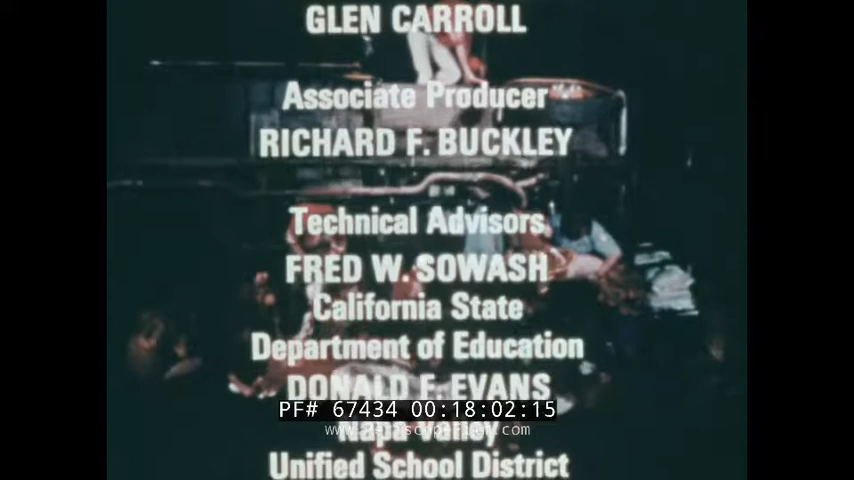 GLEN CARROLL
Associate Producer
RICHARD F. BUCKLEY
Technical Advisors
FRED W. SOWASH
California State
Department of Education
DONALD F. EVANS
PF# 67434 00:18:02:15
Napa Valley
Unified School District